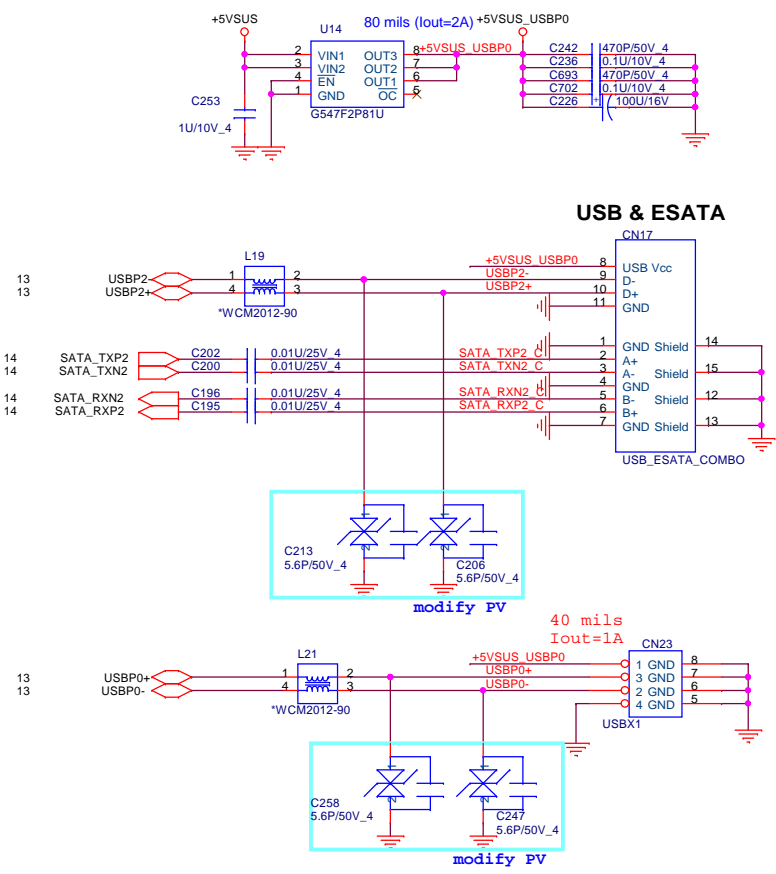 +5VSUS
U14
80 mils (Iout=2A)
+5VSUS_USBP0
2 VIN1 OUT3 8 +5VSUS_USBP0
3 VIN2 OUT2 7
4 EN OUT1 6
1 GND OC 5
G547F2P81U
C253
1U/10V_4
C242 470P/50V_4
C236 0.1U/10V_4
C693 470P/50V_4
C702 0.1U/10V_4
C226 + 100U/16V
USB & ESATA
CN17
L19
+5VSUS_USBP0 8 USB Vcc
13 USBP2- 1 2 USBP2- 9 D-
13 USBP2+ 4 3 USBP2+ 10 D+
11 GND
*WCM2012-90
1 GND Shield 14
14 SATA_TXP2 C202 0.01U/25V_4 SATA_TXP2_C 2 A+
14 SATA_TXN2 C200 0.01U/25V_4 SATA_TXN2_C 3 A- Shield 15
4 GND
14 SATA_RXN2 C196 0.01U/25V_4 SATA_RXN2_C 5 B- Shield 12
14 SATA_RXP2 C195 0.01U/25V_4 SATA_RXP2_C 6 B+
7 GND Shield 13
USB_ESATA_COMBO
1 1
2 2
C213
5.6P/50V_4
C206
5.6P/50V_4
modify PV
40 mils
Iout=1A
L21
CN23
+5VSUS_USBP0 1 GND 8
13 USBP0+ 1 2 USBP0+ 3 GND 7
13 USBP0- 4 3 USBP0- 2 GND 6
4 GND 5
*WCM2012-90
USBX1
1 1
2 2
C258
5.6P/50V_4
C247
5.6P/50V_4
modify PV